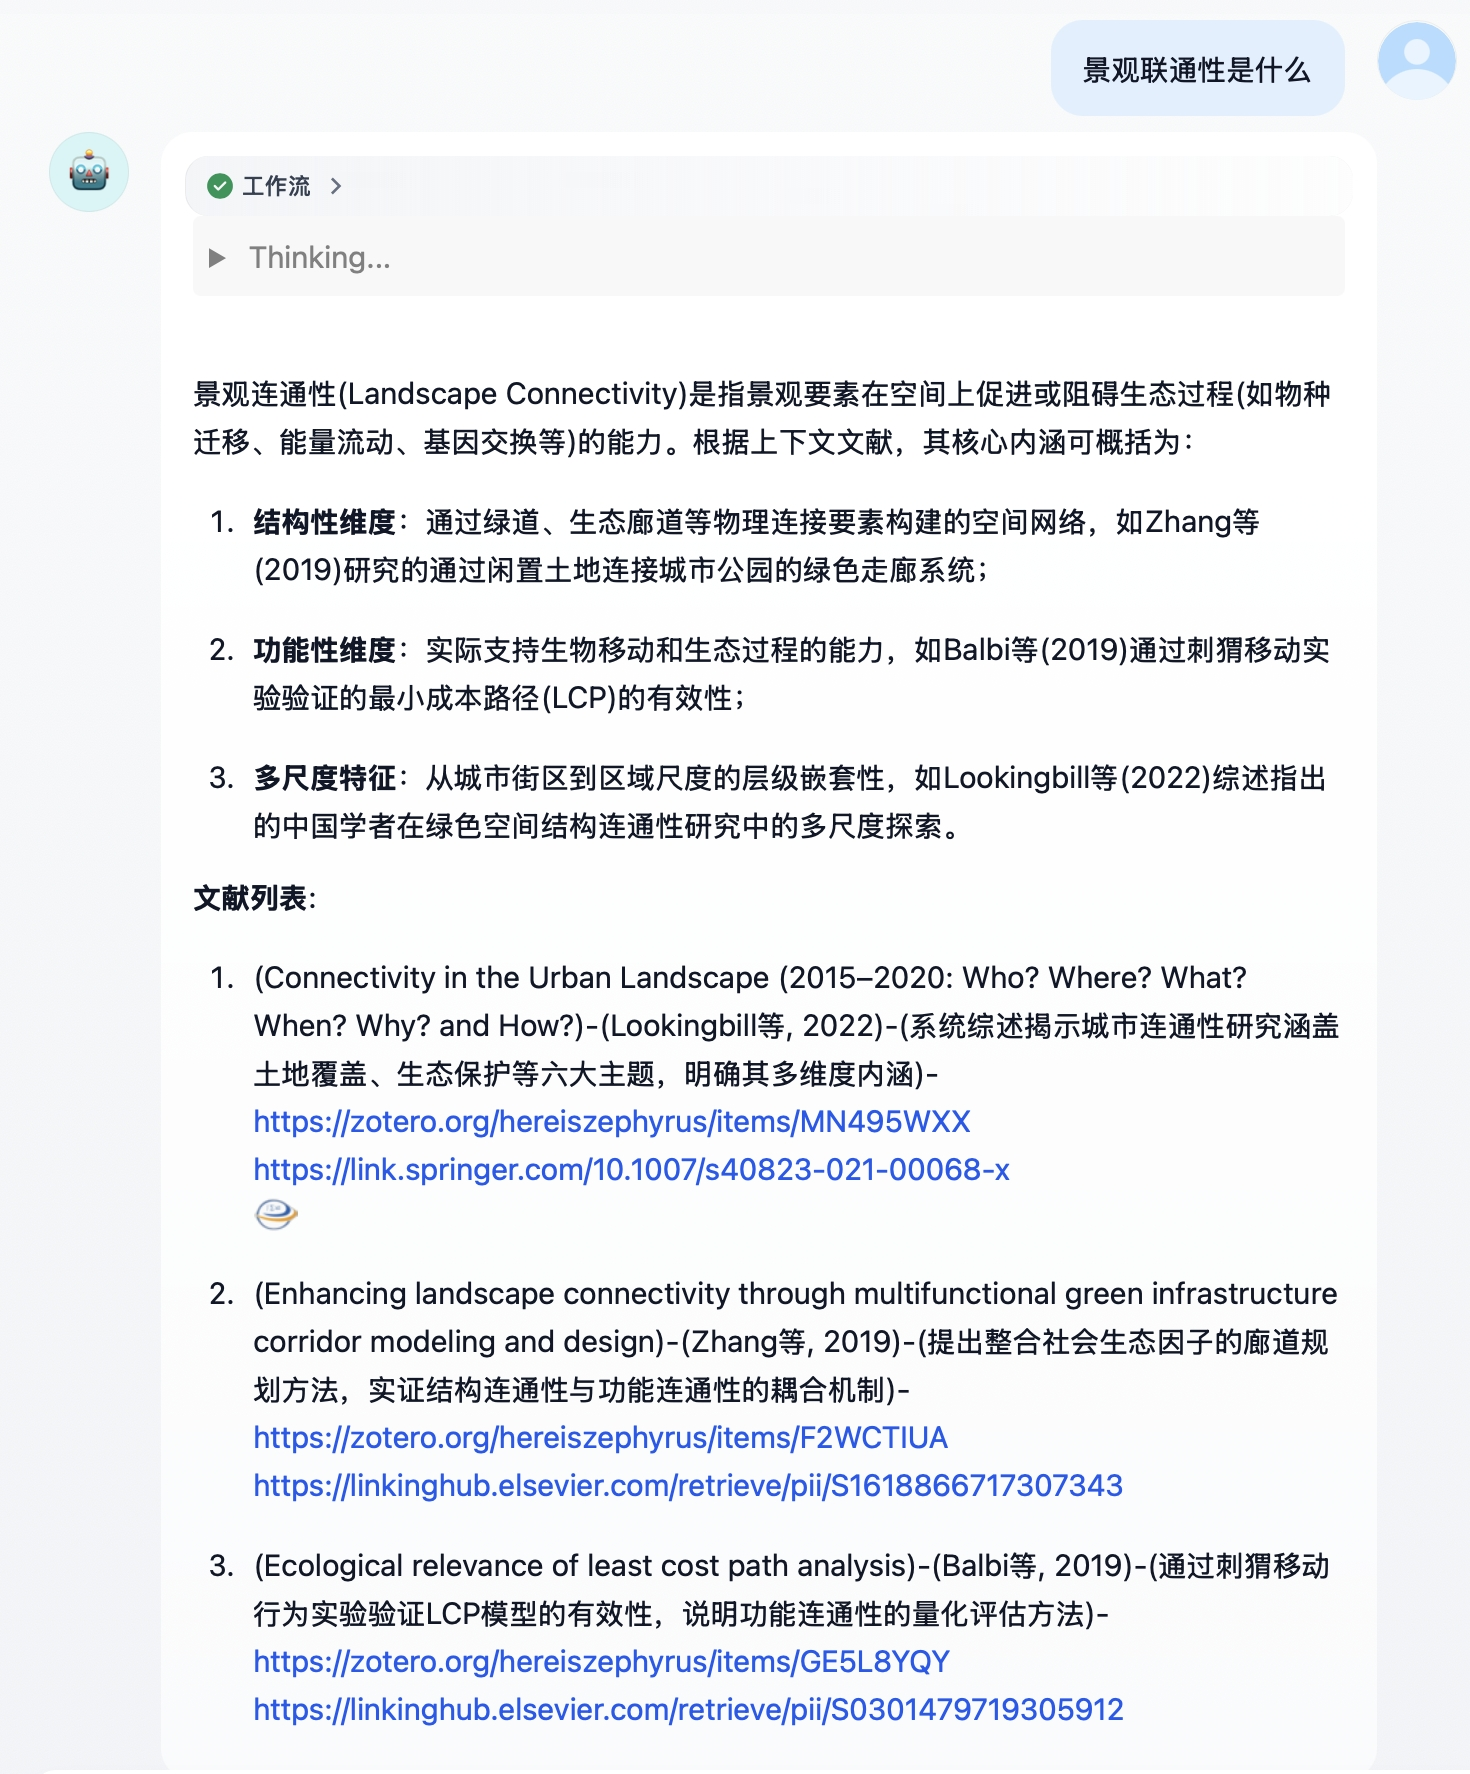 景观联通性是什么
工作流
Thinking...
景观连通性(Landscape Connectivity)是指景观要素在空间上促进或阻碍生态过程(如物种
迁移、能量流动、基因交换等)的能力。根据上下文文献，其核心内涵可概括为：
1. 结构性维度：通过绿道、生态廊道等物理连接要素构建的空间网络，如Zhang等
(2019)研究的通过闲置土地连接城市公园的绿色走廊系统；
2. 功能性维度：实际支持生物移动和生态过程的能力，如Balbi等(2019)通过刺猬移动实
验验证的最小成本路径(LCP)的有效性；
3. 多尺度特征：从城市街区到区域尺度的层级嵌套性，如Lookingbill等(2022)综述指出
的中国学者在绿色空间结构连通性研究中的多尺度探索。
文献列表：
1. (Connectivity in the Urban Landscape (2015–2020: Who? Where? What?
When? Why? and How?)-(Lookingbill等, 2022)-(系统综述揭示城市连通性研究涵盖
土地覆盖、生态保护等六大主题，明确其多维度内涵)-
https://zotero.org/hereiszephyrus/items/MN495WXX
https://link.springer.com/10.1007/s40823-021-00068-x
2. (Enhancing landscape connectivity through multifunctional green infrastructure
corridor modeling and design)-(Zhang等, 2019)-(提出整合社会生态因子的廊道规
划方法，实证结构连通性与功能连通性的耦合机制)-
https://zotero.org/hereiszephyrus/items/F2WCTIUA
https://linkinghub.elsevier.com/retrieve/pii/S1618866717307343
3. (Ecological relevance of least cost path analysis)-(Balbi等, 2019)-(通过刺猬移动
行为实验验证LCP模型的有效性，说明功能连通性的量化评估方法)-
https://zotero.org/hereiszephyrus/items/GE5L8YQY
https://linkinghub.elsevier.com/retrieve/pii/S0301479719305912